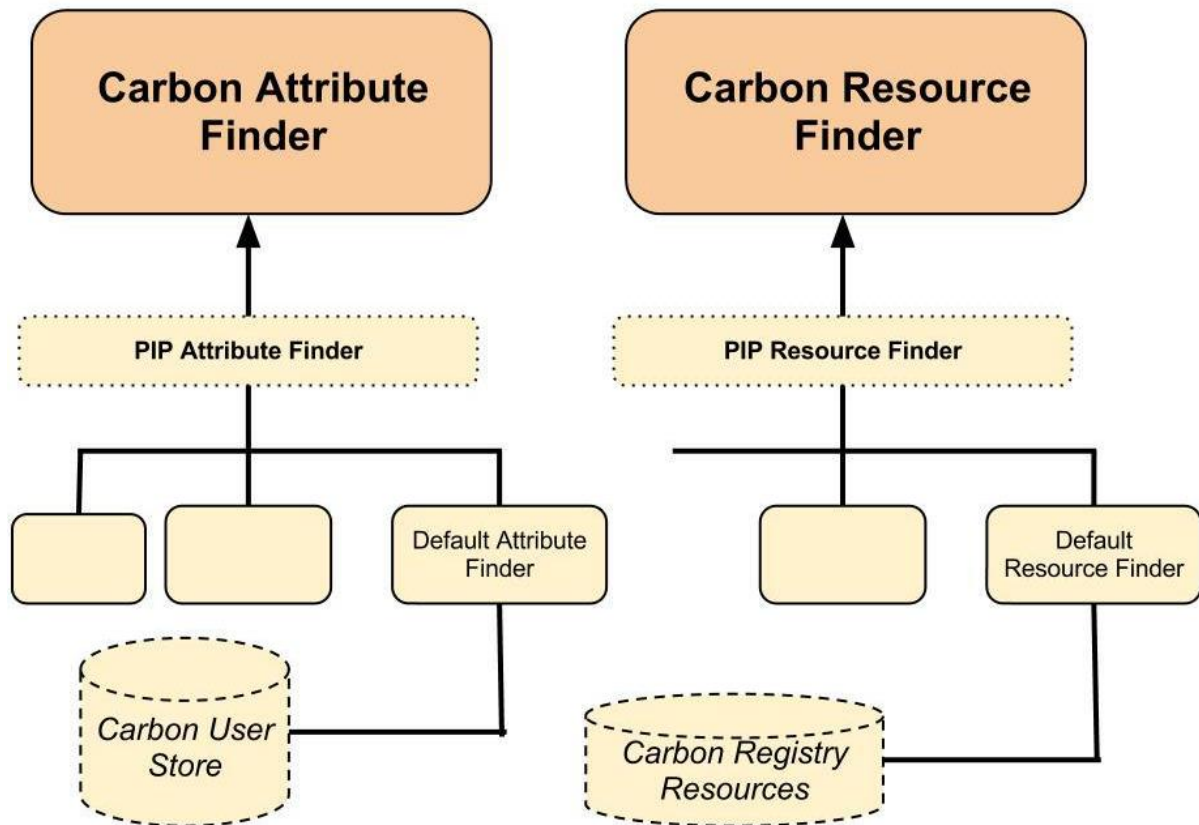 Carbon Attribute
Finder
Carbon Resource
Finder
PIP Attribute Finder
PIP Resource Finder
Default Attribute
Finder
Default
Resource Finder
Carbon User
Store
Carbon Registry
Resources